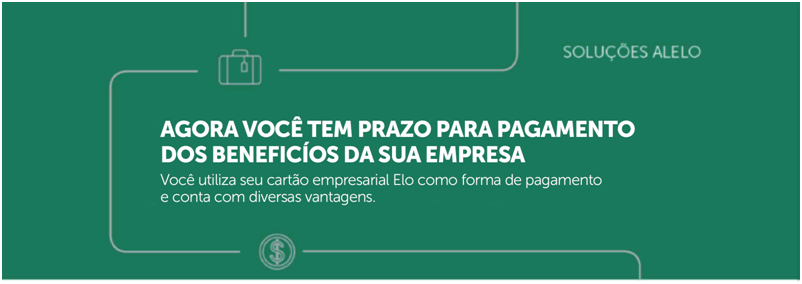 SOLUÇÕES ALELO
AGORA VOCÊ TEM PRAZO PARA PAGAMENTO
DOS BENEFICÍOS DA SUA EMPRESA
Você utiliza seu cartão empresarial Elo como forma de pagamento
e conta com diversas vantagens.
$